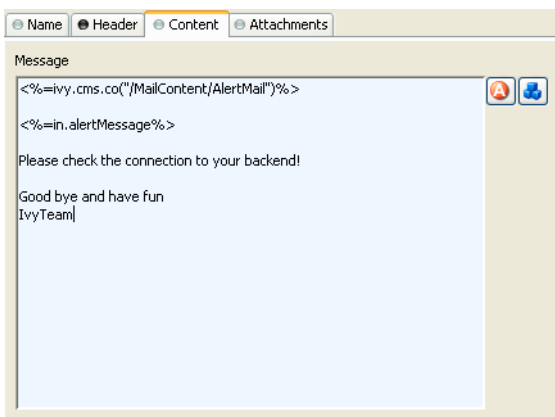 Name Header Content Attachments
Message
<%=ivy.cms.co("/MailContent/AlertMail")%>
<%=in.alertMessage%>
Please check the connection to your backend!
Good bye and have fun
IvyTeam
A